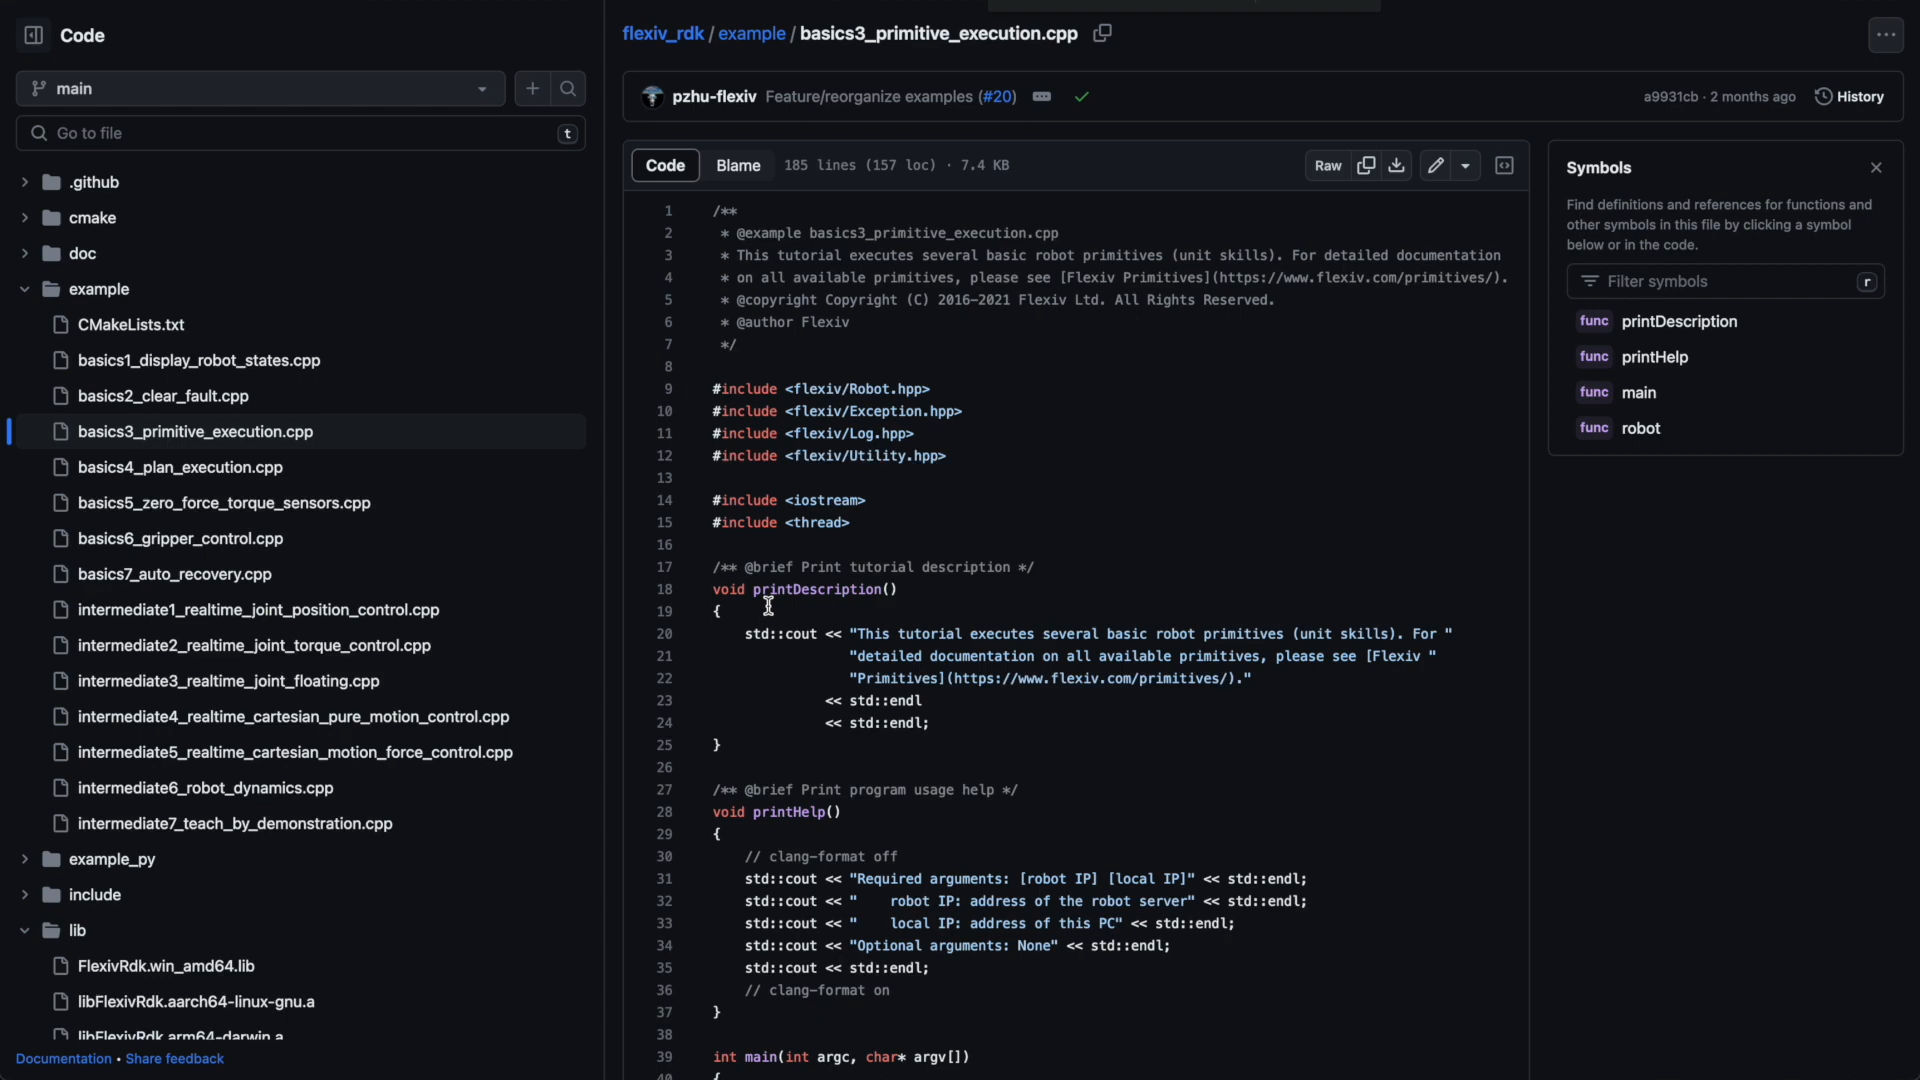 Code
main
Go to file
t
.github
cmake
doc
example
CMakeLists.txt
basics1_display_robot_states.cpp
basics2_clear_fault.cpp
basics3_primitive_execution.cpp
basics4_plan_execution.cpp
basics5_zero_force_torque_sensors.cpp
basics6_gripper_control.cpp
basics7_auto_recovery.cpp
intermediate1_realtime_joint_position_control.cpp
intermediate2_realtime_joint_torque_control.cpp
intermediate3_realtime_joint_floating.cpp
intermediate4_realtime_cartesian_pure_motion_control.cpp
intermediate5_realtime_cartesian_motion_force_control.cpp
intermediate6_robot_dynamics.cpp
intermediate7_teach_by_demonstration.cpp
example_py
include
lib
FlexivRdk.win_amd64.lib
libFlexivRdk.aarch64-linux-gnu.a
libFlexivRdk.arm64-darwin.a
Documentation • Share feedback
flexiv_rdk / example / basics3_primitive_execution.cpp
pzhu-flexiv Feature/reorganize examples (#20)
a9931cb · 2 months ago History
Code Blame 185 lines (157 loc) · 7.4 KB
Raw
1 /**
2 * @example basics3_primitive_execution.cpp
3 * This tutorial executes several basic robot primitives (unit skills). For detailed documentation
4 * on all available primitives, please see [Flexiv Primitives](https://www.flexiv.com/primitives/).
5 * @copyright Copyright (C) 2016-2021 Flexiv Ltd. All Rights Reserved.
6 * @author Flexiv
7 */
8
9 #include <flexiv/Robot.hpp>
10 #include <flexiv/Exception.hpp>
11 #include <flexiv/Log.hpp>
12 #include <flexiv/Utility.hpp>
13
14 #include <iostream>
15 #include <thread>
16
17 /** @brief Print tutorial description */
18 void printDescription()
19 {
20 std::cout << "This tutorial executes several basic robot primitives (unit skills). For "
21 "detailed documentation on all available primitives, please see [Flexiv "
22 "Primitives](https://www.flexiv.com/primitives/)."
23 << std::endl
24 << std::endl;
25 }
26
27 /** @brief Print program usage help */
28 void printHelp()
29 {
30 // clang-format off
31 std::cout << "Required arguments: [robot IP] [local IP]" << std::endl;
32 std::cout << "    robot IP: address of the robot server" << std::endl;
33 std::cout << "    local IP: address of this PC" << std::endl;
34 std::cout << "Optional arguments: None" << std::endl;
35 std::cout << std::endl;
36 // clang-format on
37 }
38
39 int main(int argc, char* argv[])
40 {
Symbols
Find definitions and references for functions and
other symbols in this file by clicking a symbol
below or in the code.
Filter symbols
r
func printDescription
func printHelp
func main
func robot